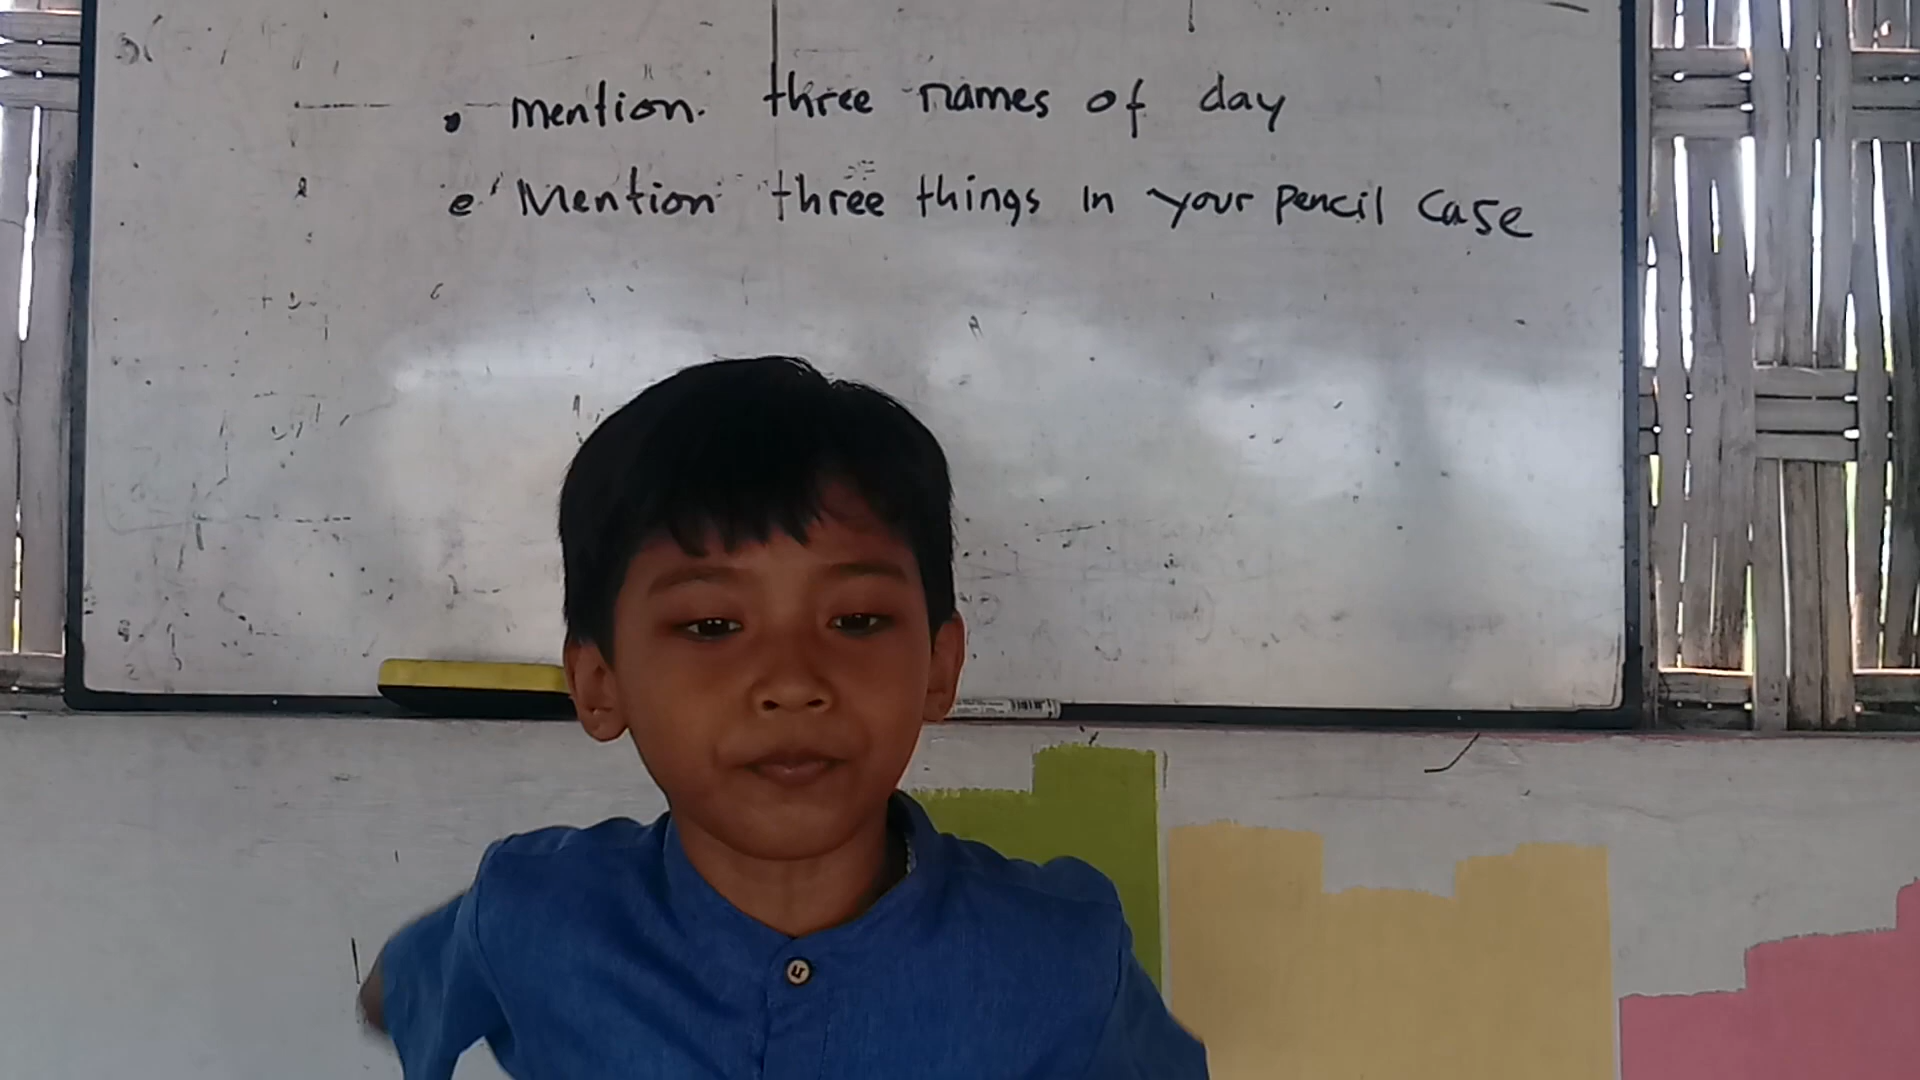 • mention. three names of day
• Mention three things in your pencil case